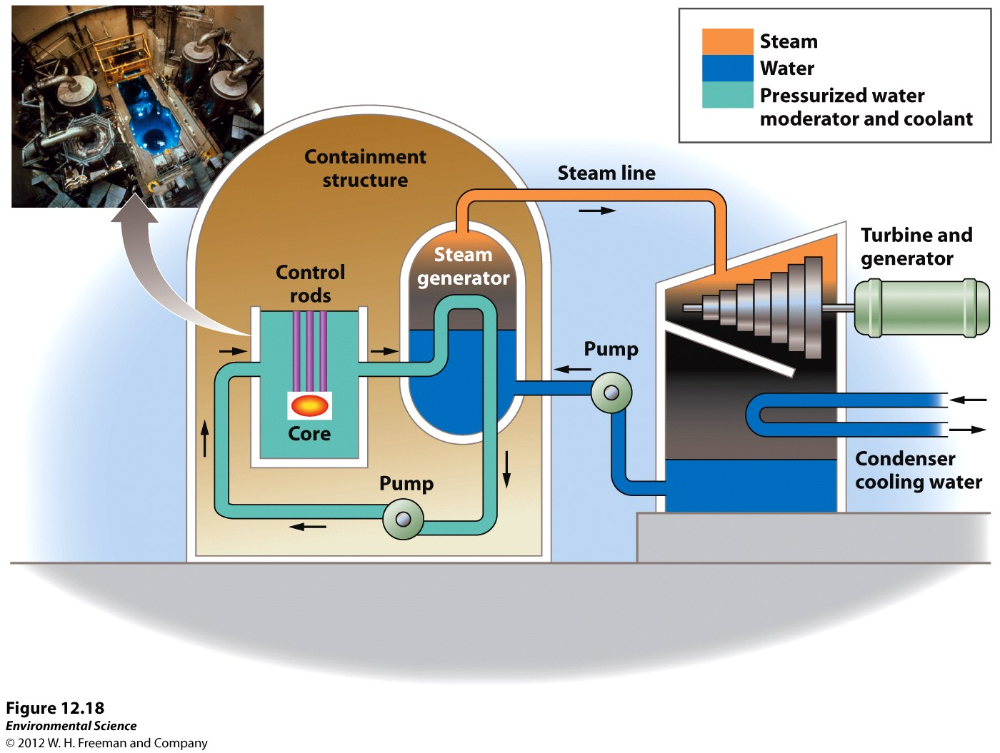 Steam
Water
Pressurized water
moderator and coolant
Containment
structure
Steam line
Steam
generator
Turbine and
generator
Control
rods
Pump
Core
Condenser
cooling water
Pump
Figure 12.18
Environmental Science
© 2012 W. H. Freeman and Company